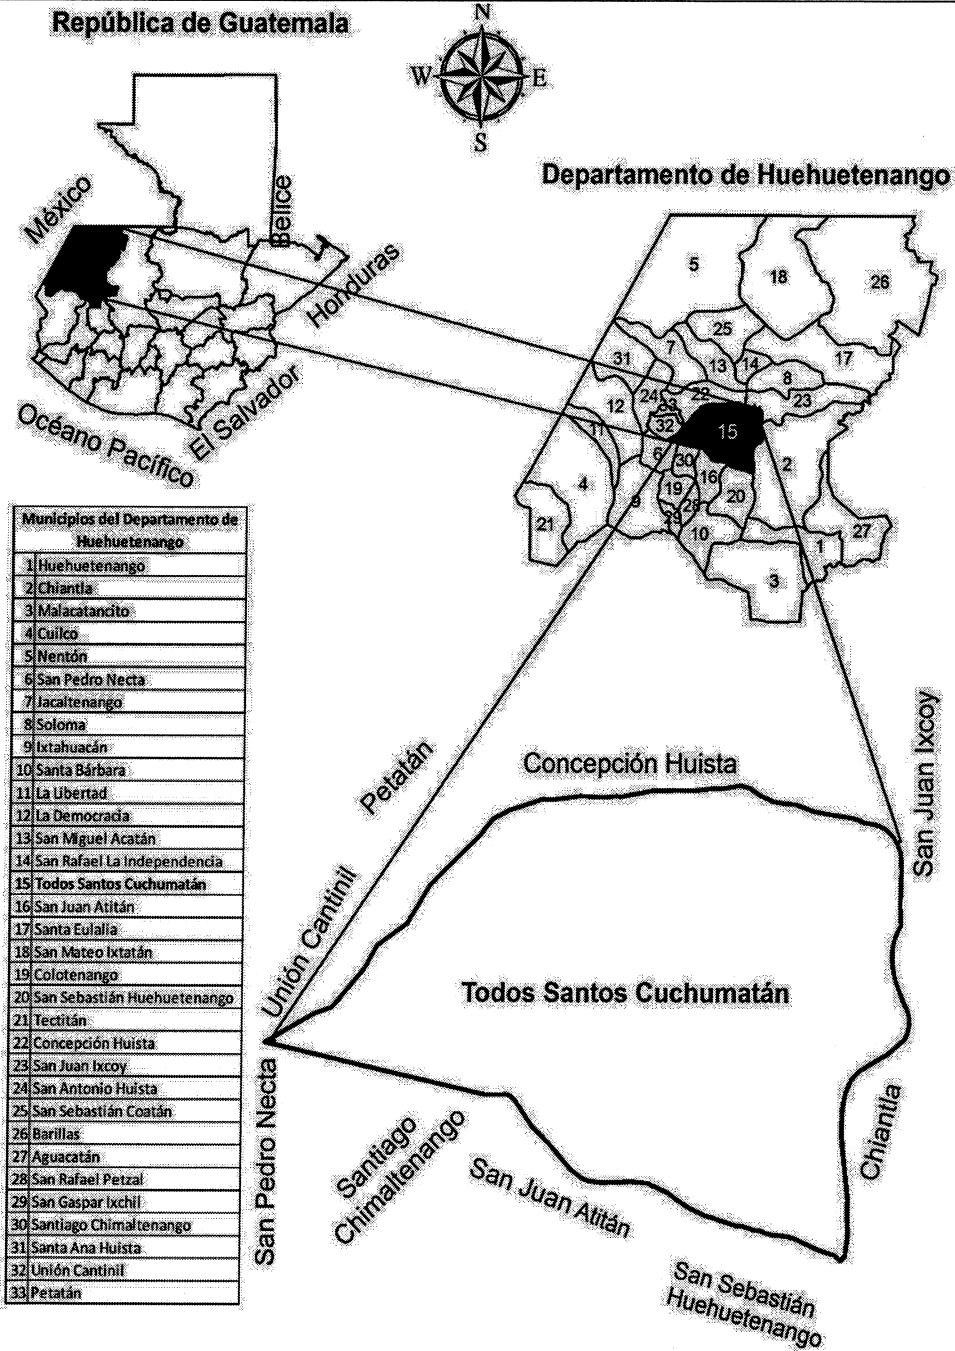 República de Guatemala
N
W
E
S
México
Belice
Honduras
El Salvador
Océano Pacífico
Departamento de Huehuetenango
5
18
26
25
7
31
13
14
17
8
24
22
23
33
12
32
15
11
6
30
2
16
4
19
20
9
28
21
29
10
27
1
3
Municipios del Departamento de
Huehuetenango
1 Huehuetenango
2 Chiantla
3 Malacatancito
4 Cuilco
5 Nentón
6 San Pedro Necta
7 Jacaltenango
8 Soloma
9 Ixtahuacán
10 Santa Bárbara
11 La Libertad
12 La Democracia
13 San Miguel Acatán
14 San Rafael La Independencia
15 Todos Santos Cuchumatán
16 San Juan Atitán
17 Santa Eulalia
18 San Mateo Ixtatán
19 Colotenango
20 San Sebastián Huehuetenango
21 Tectitán
22 Concepción Huista
23 San Juan Ixcoy
24 San Antonio Huista
25 San Sebastián Coatán
26 Barillas
27 Aguacatán
28 San Rafael Petzal
29 San Gaspar Ixchil
30 Santiago Chimaltenango
31 Santa Ana Huista
32 Unión Cantinil
33 Petatán
Petatán
Concepción Huista
San Juan Ixcoy
Unión Cantinil
Todos Santos Cuchumatán
San Pedro Necta
Santiago
Chimaltenango
San Juan Atitán
Chiantla
San Sebastián
Huehuetenango